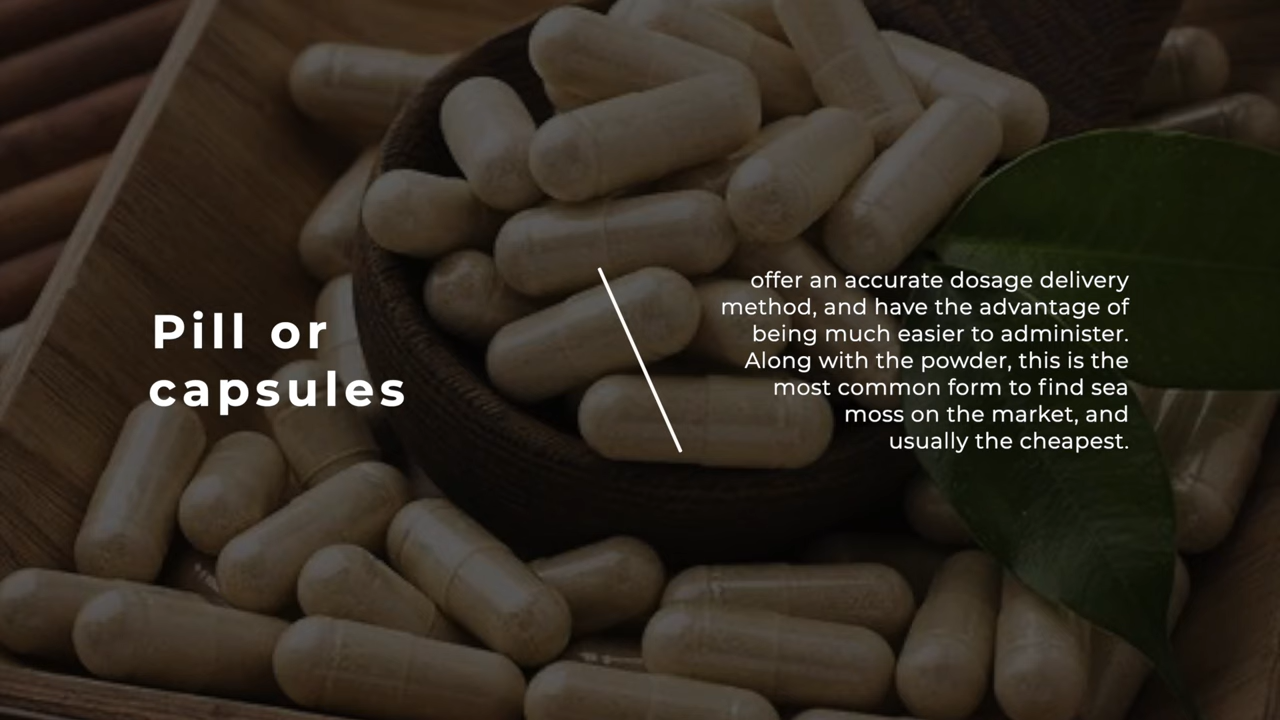 Pill or
capsules
offer an accurate dosage delivery
method, and have the advantage of
being much easier to administer.
Along with the powder, this is the
most common form to find sea
moss on the market, and
usually the cheapest.